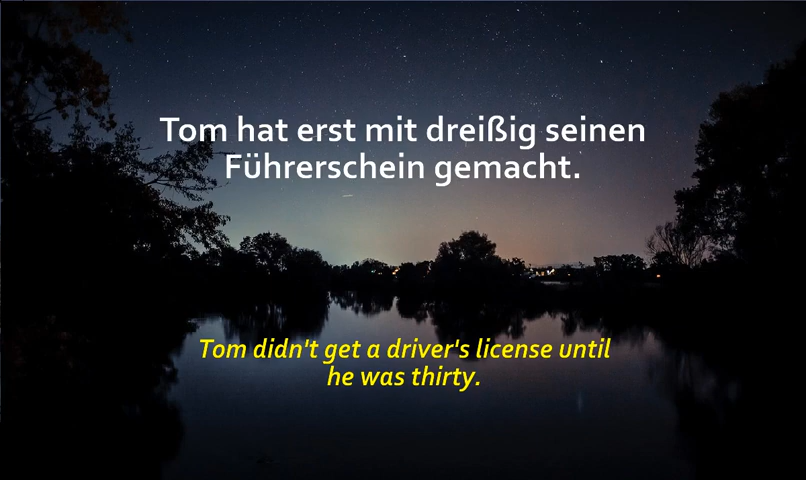 Tom hat erst mit dreißig seinen
Führerschein gemacht.
Tom didn't get a driver's license until
he was thirty.